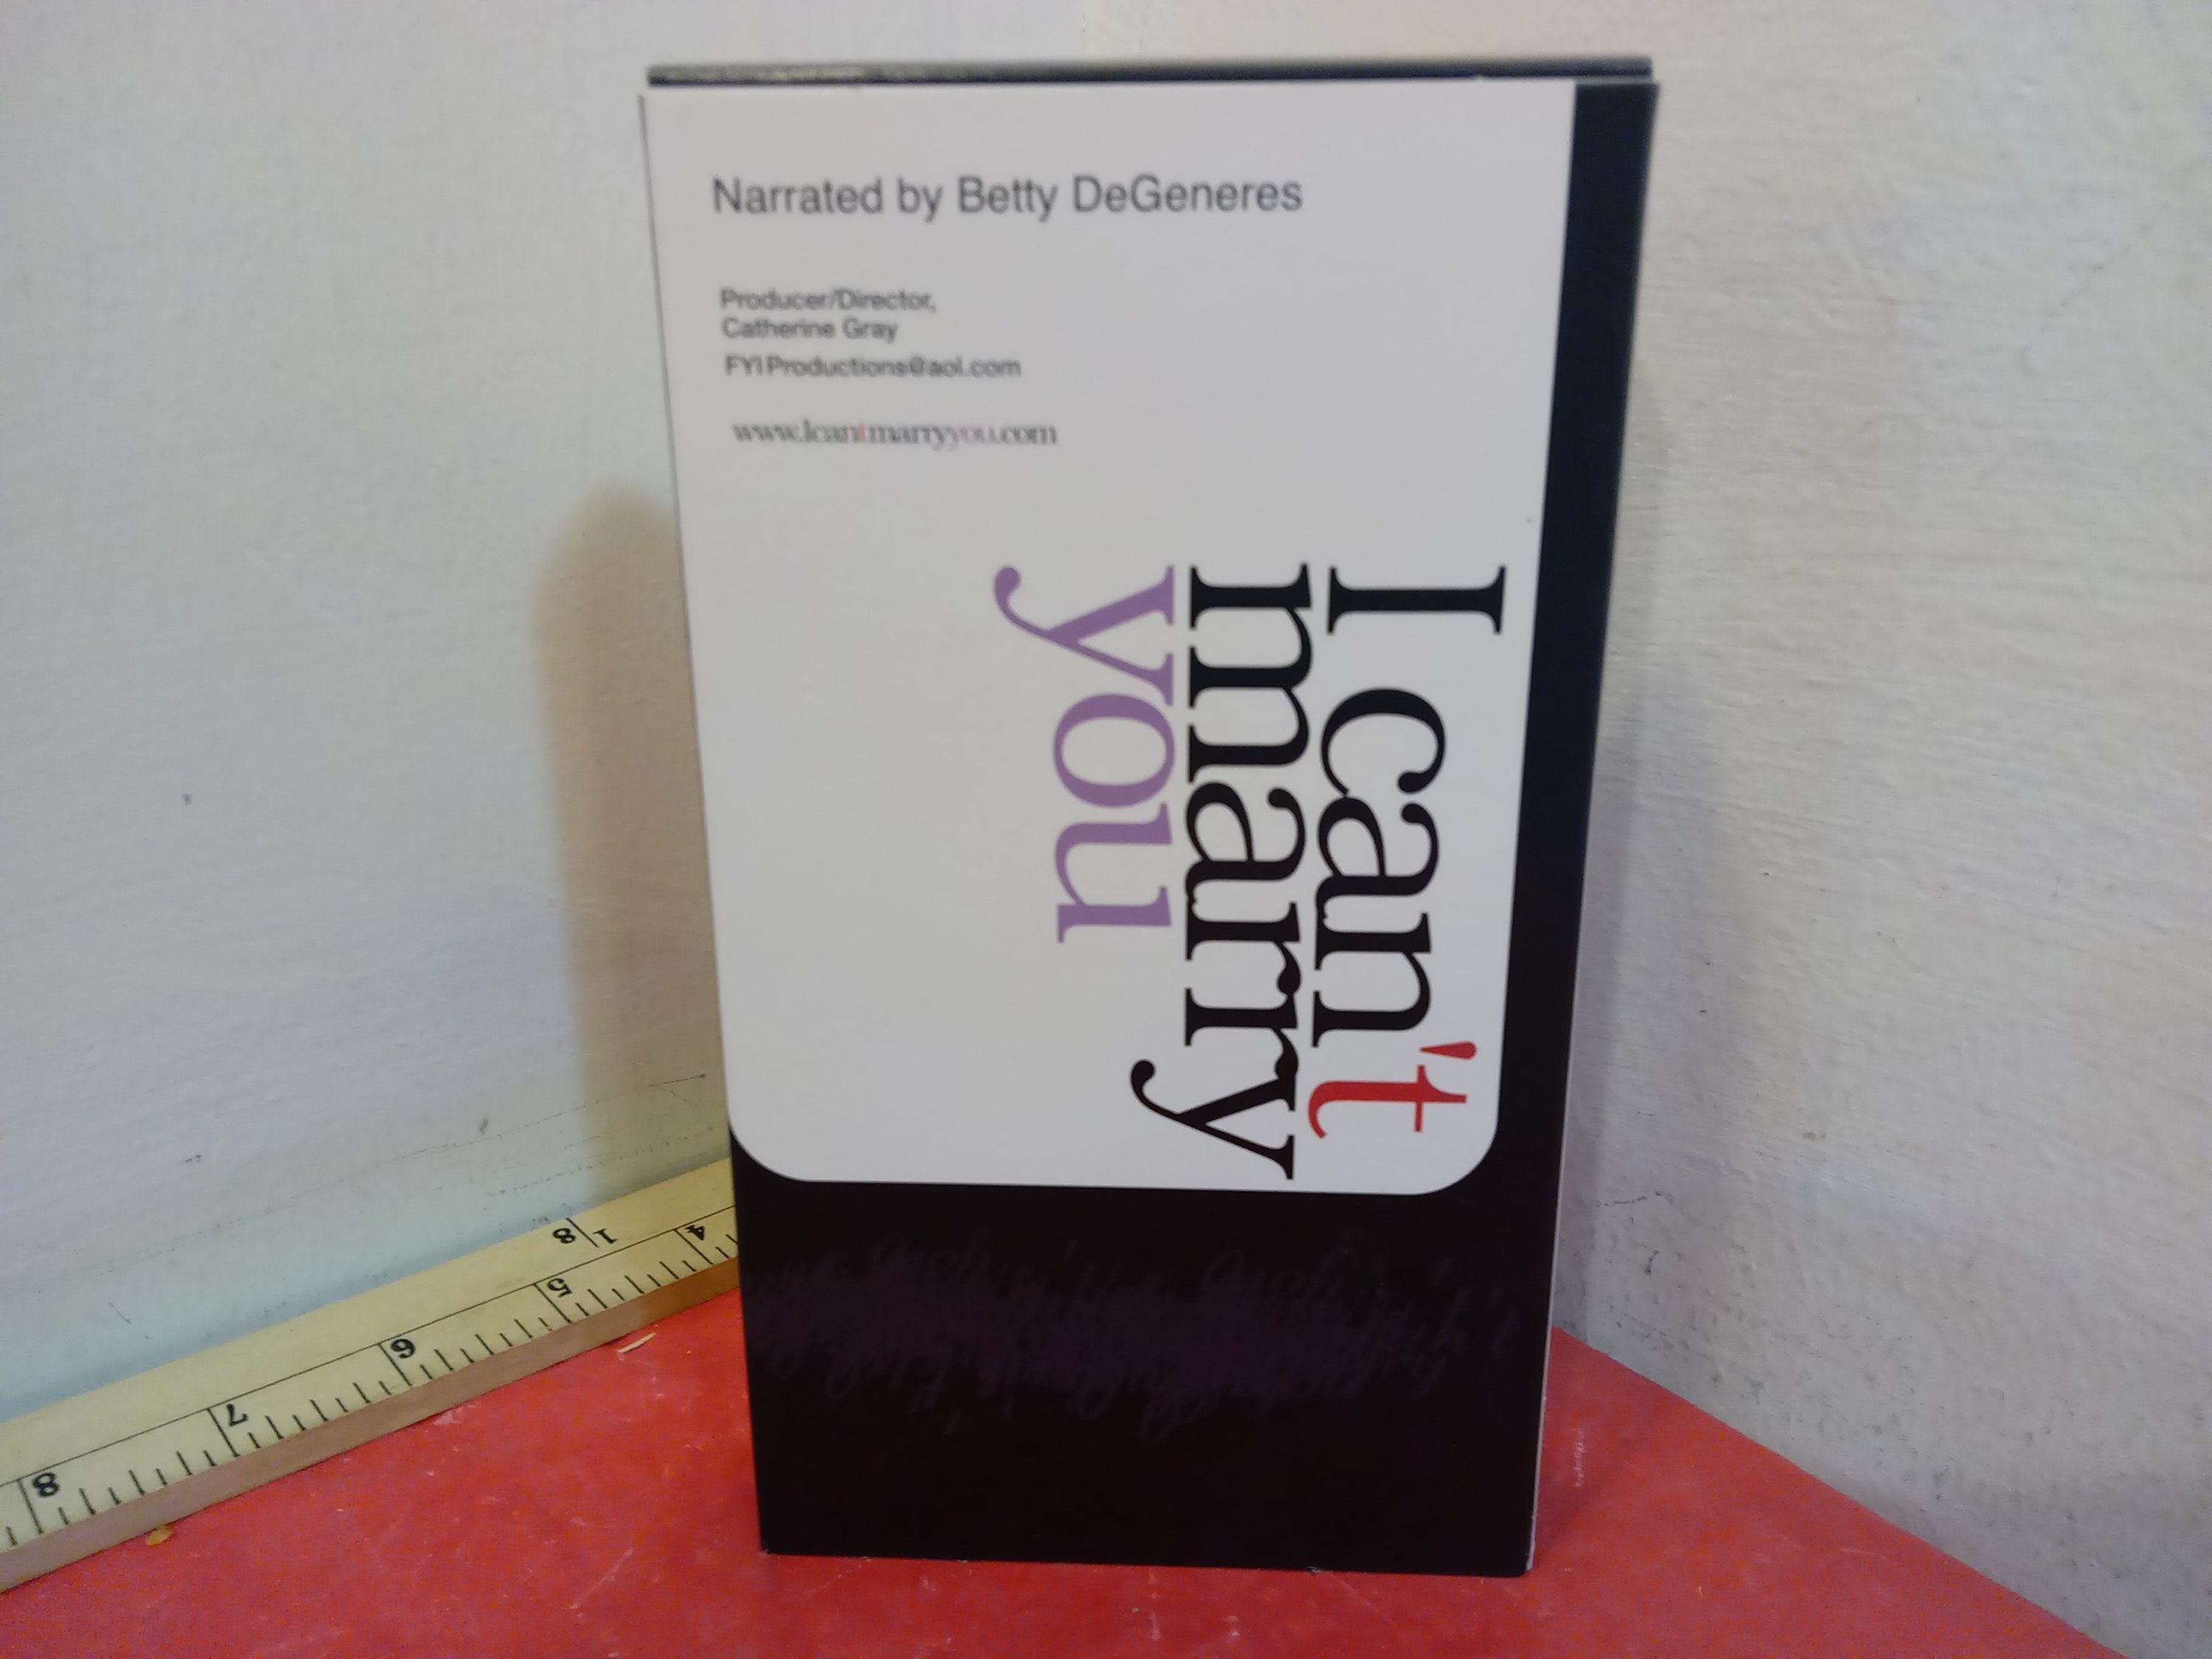 Narrated by Betty DeGeneres
Producer/Director,
Catherine Gray
FYIProductions@aol.com
www.Icantmarryyou.com
I can't
marry
you
1
8
4
5
6
7
8